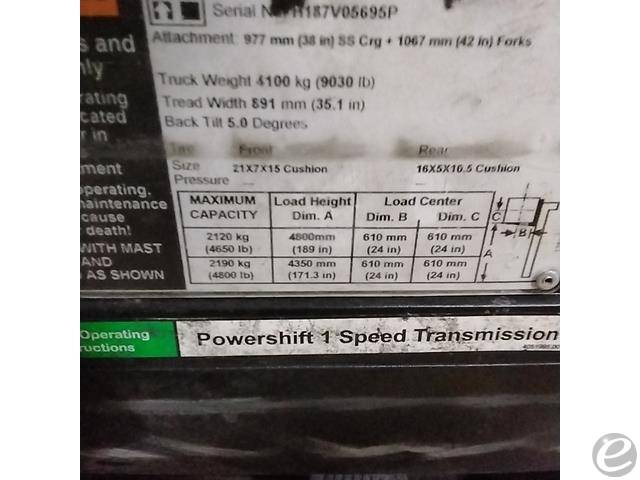 Serial No. H187V05695P
Attachment 977 mm (38 in) SS Crg + 1067 mm (42 in) Forks
s and
nly
Truck Weight 4100 kg (9030 lb)
rating
Tread Width 891 mm (35.1 in)
cated
Back Tilt 5.0 Degrees
r in
Tire Front Rear
ment
Size 21X7X15 Cushion 16X5X10.5 Cushion
Pressure – –
operating.
maintenance
cause
death!
WITH MAST
AND
AS SHOWN
MAXIMUM CAPACITY Load Height Dim. A Load Center Dim. B Dim. C
2120 kg (4650 lb) 4800mm (189 in) 610 mm (24 in) 610 mm (24 in)
2190 kg (4800 lb) 4350 mm (171.3 in) 610 mm (24 in) 610 mm (24 in)
C
B
A
Operating
ructions
Powershift 1 Speed Transmission
e